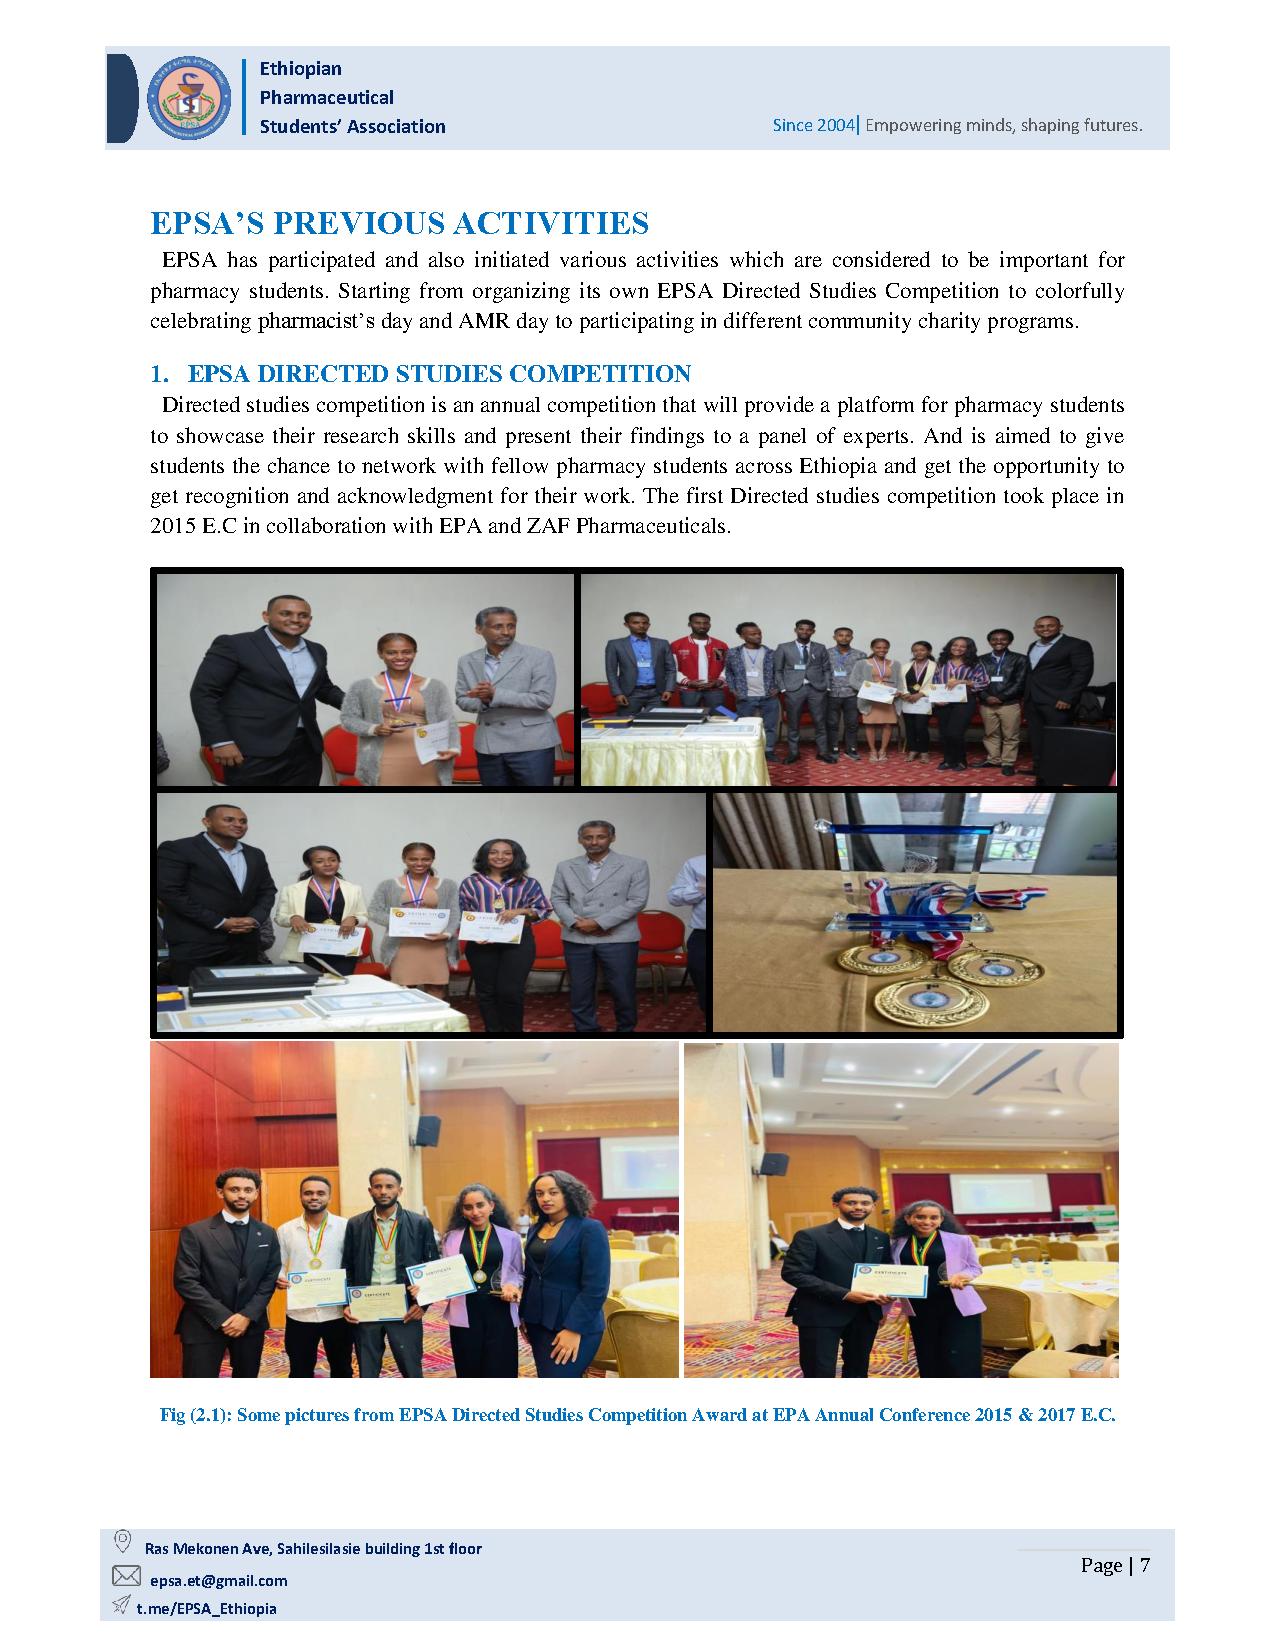 Ethiopian
Pharmaceutical
Students’ Association
Since 2004| Empowering minds, shaping futures.
EPSA
EPSA’S PREVIOUS ACTIVITIES
EPSA has participated and also initiated various activities which are considered to be important for
pharmacy students. Starting from organizing its own EPSA Directed Studies Competition to colorfully
celebrating pharmacist’s day and AMR day to participating in different community charity programs.
1. EPSA DIRECTED STUDIES COMPETITION
Directed studies competition is an annual competition that will provide a platform for pharmacy students
to showcase their research skills and present their findings to a panel of experts. And is aimed to give
students the chance to network with fellow pharmacy students across Ethiopia and get the opportunity to
get recognition and acknowledgment for their work. The first Directed studies competition took place in
2015 E.C in collaboration with EPA and ZAF Pharmaceuticals.
CERTIFICATE
CERTIFICATE
CERTIFICATE
CERTIFICATE
Fig (2.1): Some pictures from EPSA Directed Studies Competition Award at EPA Annual Conference 2015 & 2017 E.C.
Ras Mekonen Ave, Sahilesilasie building 1st floor
epsa.et@gmail.com
t.me/EPSA_Ethiopia
Page | 7